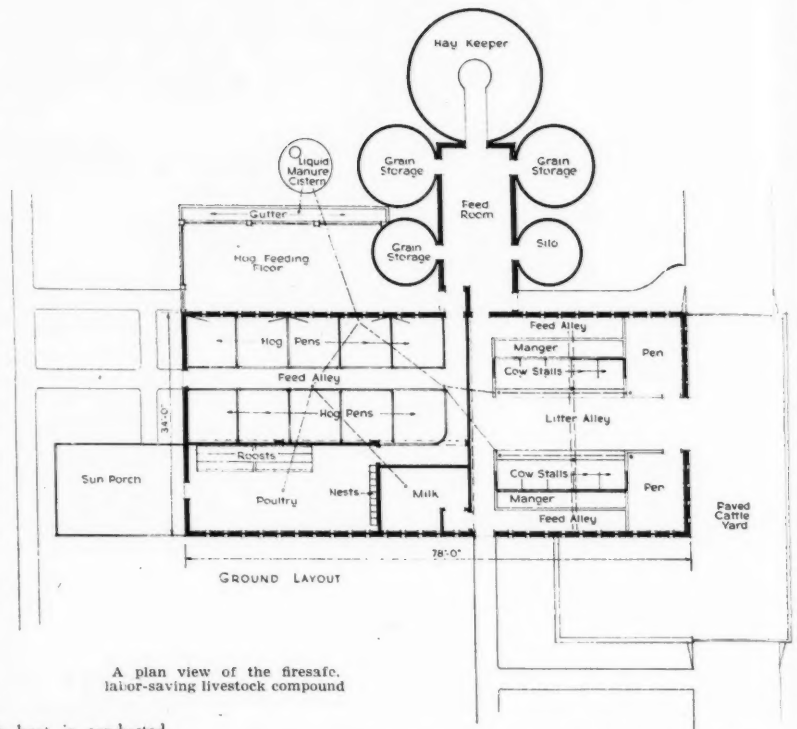 Hay Keeper
Grain
Storage
Grain
Storage
Liquid
Manure
Cistern
Feed
Room
Gutter
Grain
Storage
Silo
Hog Feeding
Floor
Feed Alley
Hog Pens
Manger
Pen
Cow Stalls
Feed Alley
Litter Alley
34'-0"
Hog Pens
Roosts
Sun Porch
Cow Stalls
Pen
Nests
Milk
Poultry
Manger
Paved
Cattle
Yard
Feed Alley
78'-0"
GROUND LAYOUT
A plan view of the firesafe,
labor-saving livestock compound